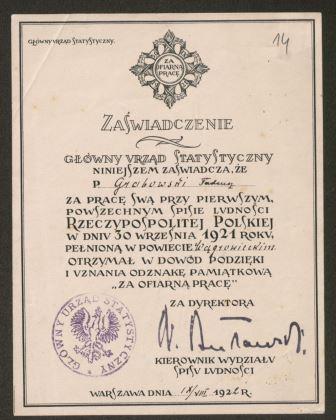 GŁÓWNY URZĄD STATYSTYCZNY.
14
ZA
OFIARNĄ
PRACĘ
ZAŚWIADCZENIE
GŁÓWNY URZĄD STATYSTYCZNY
NINIEJSZEM ZAŚWIADCZA, ŻE
P. Grabowski Tadeusz
ZA PRACĘ SWĄ PRZY PIERWSZYM,
POWSZECHNYM SPISIE LUDNOŚCI
RZECZYPOSPOLITEJ POLSKIEJ
W DNIU 30 WRZEŚNIA 1921 ROKU,
PEŁNIONĄ W POWIECIE Wągrowieckim
OTRZYMAŁ W DOWÓD PODZIĘKI
I UZNANIA ODZNAKĘ PAMIĄTKOWĄ
„ZA OFIARNĄ PRACĘ"
ZA DYREKTORA
GŁÓWNY URZĄD STATYSTYCZNY
KIEROWNIK WYDZIAŁU
SPISU LUDNOŚCI
WARSZAWA DNIA 1922 R.